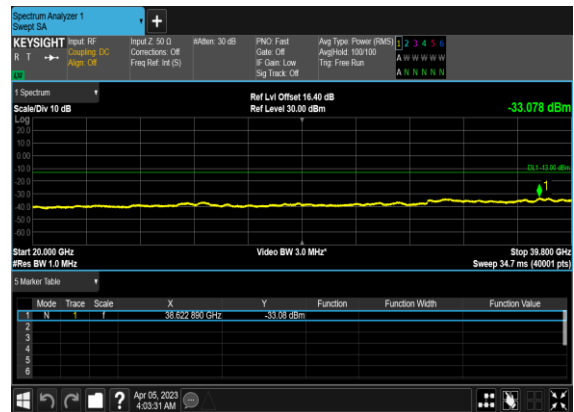 Spectrum Analyzer 1
Swept SA
+
KEYSIGHT Input: RF Input Z: 50 Ω #Atten: 30 dB PNO: Fast Avg Type: Power (RMS) 1 2 3 4 5 6
R T Coupling: DC Corrections: Off Gate: Off Avg|Hold: 100/100 A W W W W W
Align: Off Freq Ref: Int (S) IF Gain: Low Trig: Free Run
LW Sig Track: Off A N N N N N
1 Spectrum
Ref Lvl Offset 16.40 dB
Scale/Div 10 dB Ref Level 30.00 dBm -33.078 dBm
Log
20.0
10.0
0.00
-10.0 DL1 -13.00 dBm
-20.0 1
-30.0
-40.0
-50.0
-60.0
Start 20.000 GHz Video BW 3.0 MHz* Stop 39.800 GHz
#Res BW 1.0 MHz Sweep 34.7 ms (40001 pts)
5 Marker Table
Mode Trace Scale X Y Function Function Width Function Value
1 N 1 f 38.622 890 GHz -33.08 dBm
2
3
4
5
6
? Apr 05, 2023
4:03:31 AM